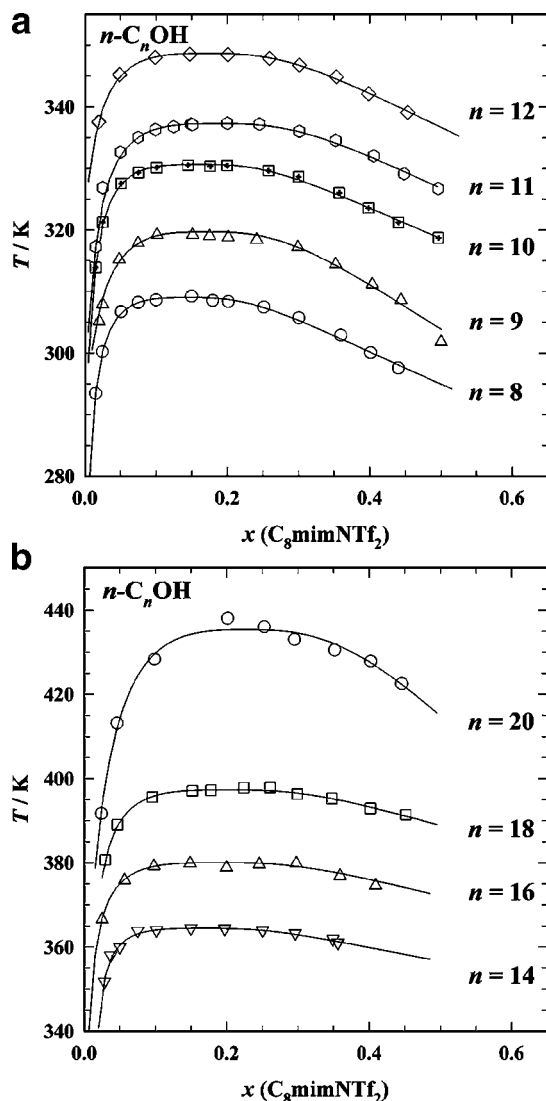 a
n-CnOH
T / K
340
320
300
280
n = 12
n = 11
n = 10
n = 9
n = 8
0.0 0.2 0.4 0.6
x (C8mimNTf2)
b
n-CnOH
T / K
440
420
400
380
360
340
n = 20
n = 18
n = 16
n = 14
0.0 0.2 0.4 0.6
x (C8mimNTf2)